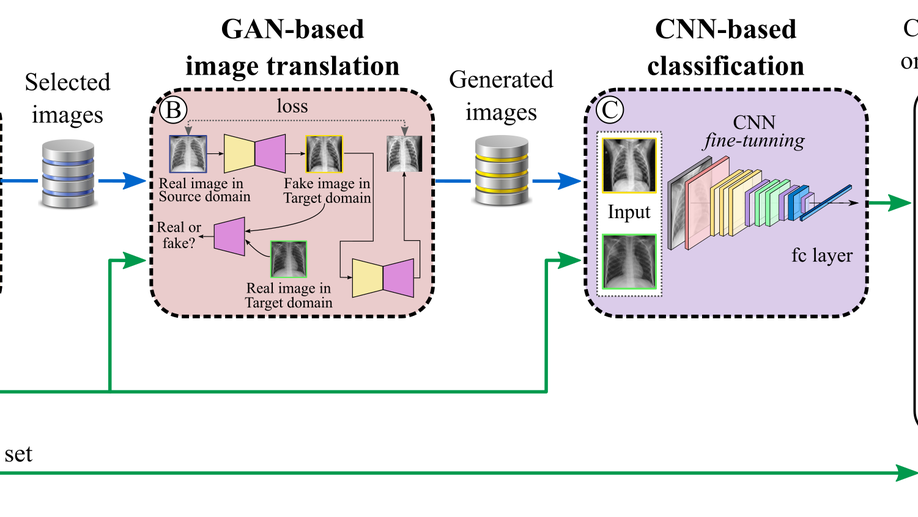 GAN-based
image translation
CNN-based
classification
C
or
Selected
images
Generated
images
B
loss
Real image in
Source domain
Fake image in
Target domain
Real or
fake?
Real image in
Target domain
C
CNN
fine-tunning
Input
fc layer
set